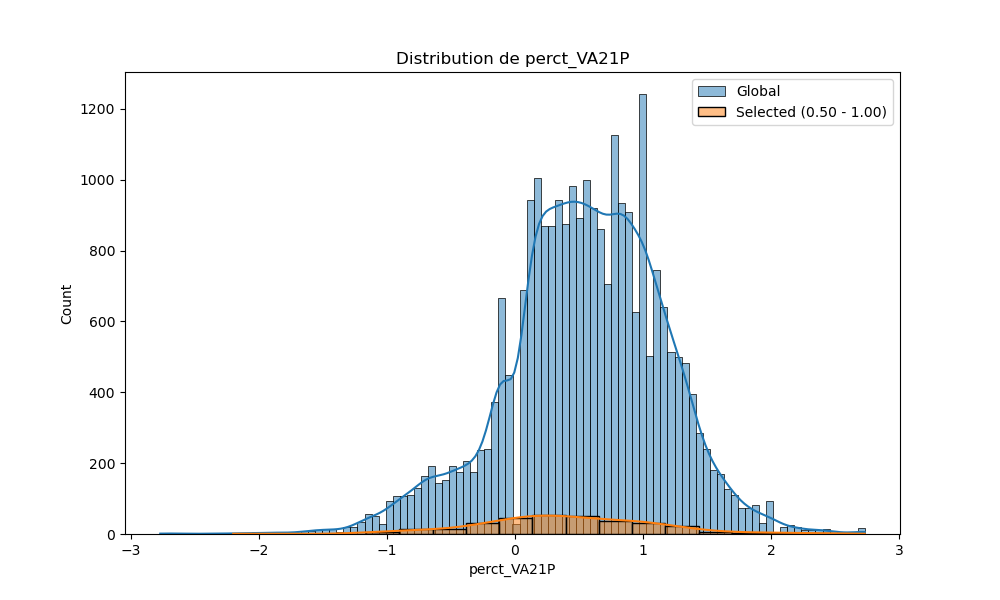 Distribution de perct_VA21P
Global
Selected (0.50 - 1.00)
Count
1200
1000
800
600
400
200
0
−3
−2
−1
0
1
2
3
perct_VA21P